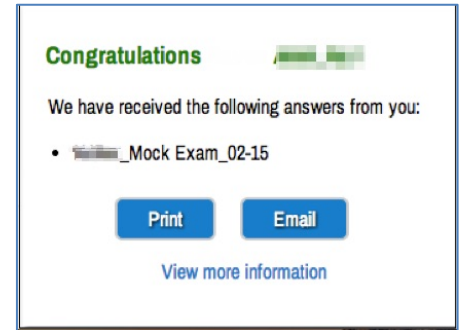 Congratulations
We have received the following answers from you:
• _Mock Exam_02-15
Print Email
View more information